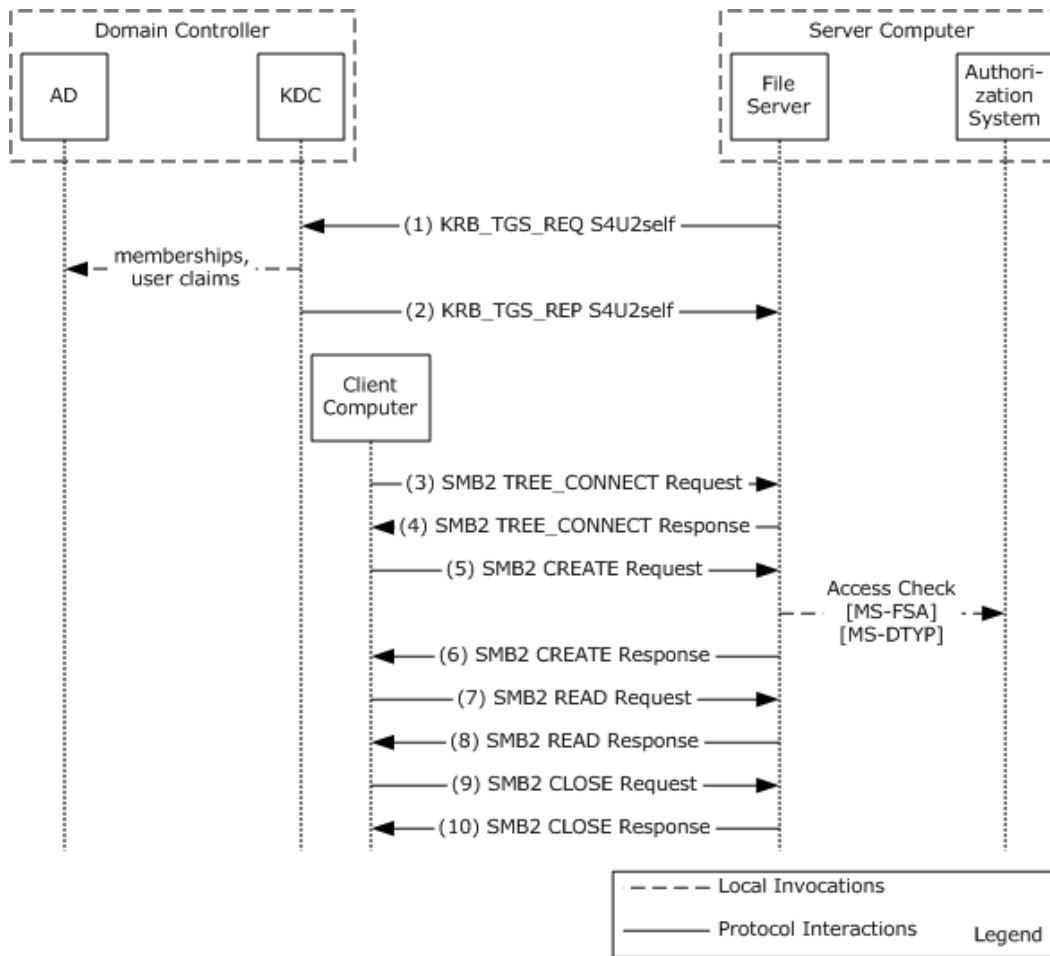 Domain Controller
Server Computer
AD
KDC
File
Server
Authori-
zation
System
(1) KRB_TGS_REQ S4U2self
memberships,
user claims
(2) KRB_TGS_REP S4U2self
Client
Computer
(3) SMB2 TREE_CONNECT Request
(4) SMB2 TREE_CONNECT Response
(5) SMB2 CREATE Request
Access Check
[MS-FSA]
[MS-DTYP]
(6) SMB2 CREATE Response
(7) SMB2 READ Request
(8) SMB2 READ Response
(9) SMB2 CLOSE Request
(10) SMB2 CLOSE Response
Local Invocations
Protocol Interactions
Legend